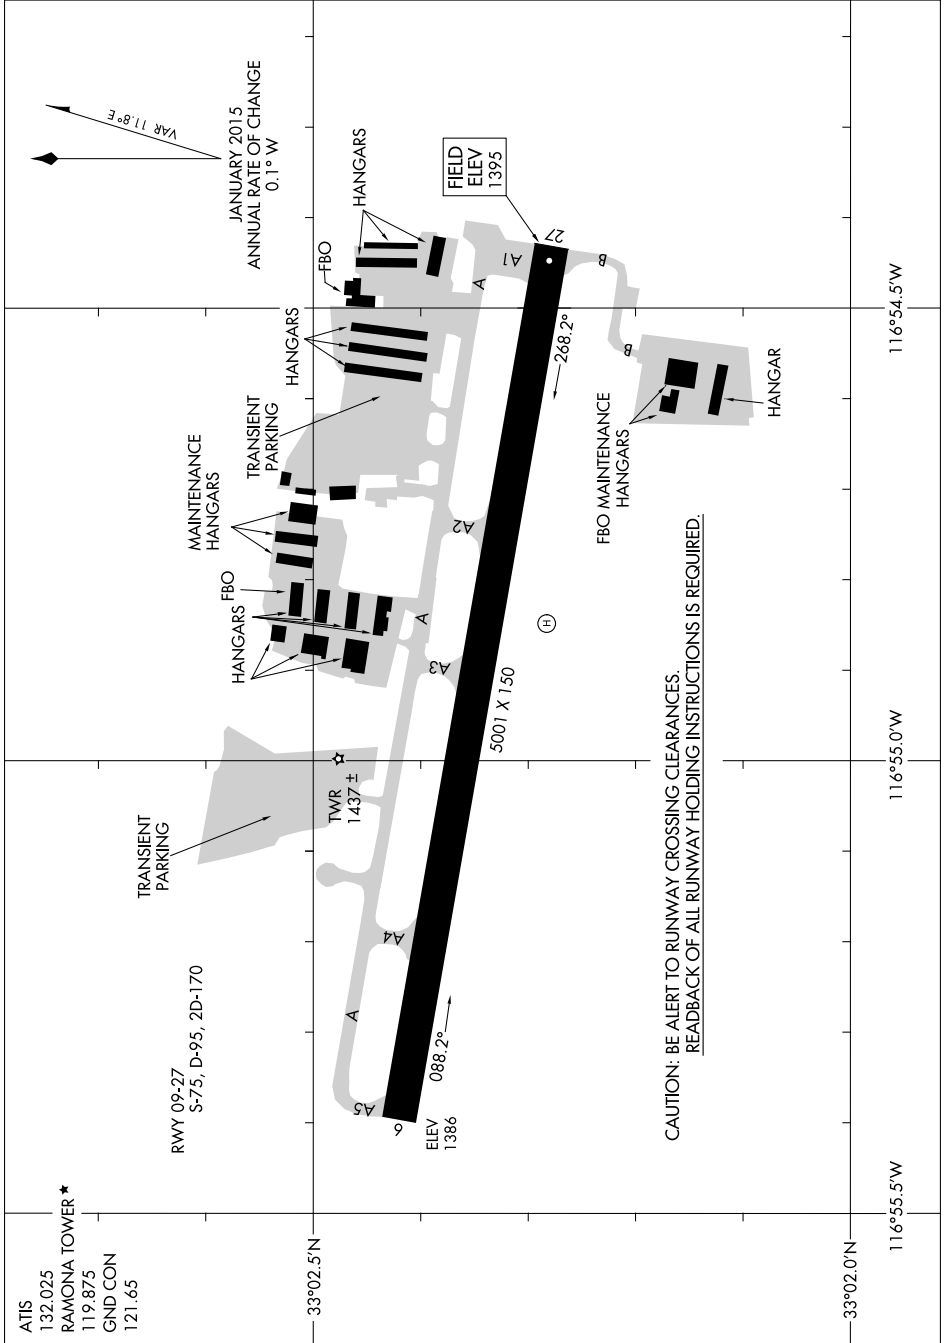 ATIS
132.025
RAMONA TOWER ★
119.875
GND CON
121.65
RWY 09-27
S-75, D-95, 2D-170
TRANSIENT
PARKING
TWR
1437 ±
HANGARS
FBO
MAINTENANCE
HANGARS
TRANSIENT
PARKING
HANGARS
FBO
HANGARS
JANUARY 2015
ANNUAL RATE OF CHANGE
0.1° W
VAR 11.8° E
FIELD
ELEV
1395
27
A1
A
B
B
268.2°
A2
A
A3
5001 X 150
H
A4
A
A5
9
ELEV
1386
088.2°
FBO MAINTENANCE
HANGARS
HANGAR
CAUTION: BE ALERT TO RUNWAY CROSSING CLEARANCES.
READBACK OF ALL RUNWAY HOLDING INSTRUCTIONS IS REQUIRED.
33°02.5'N
33°02.0'N
116°55.5'W
116°55.0'W
116°54.5'W